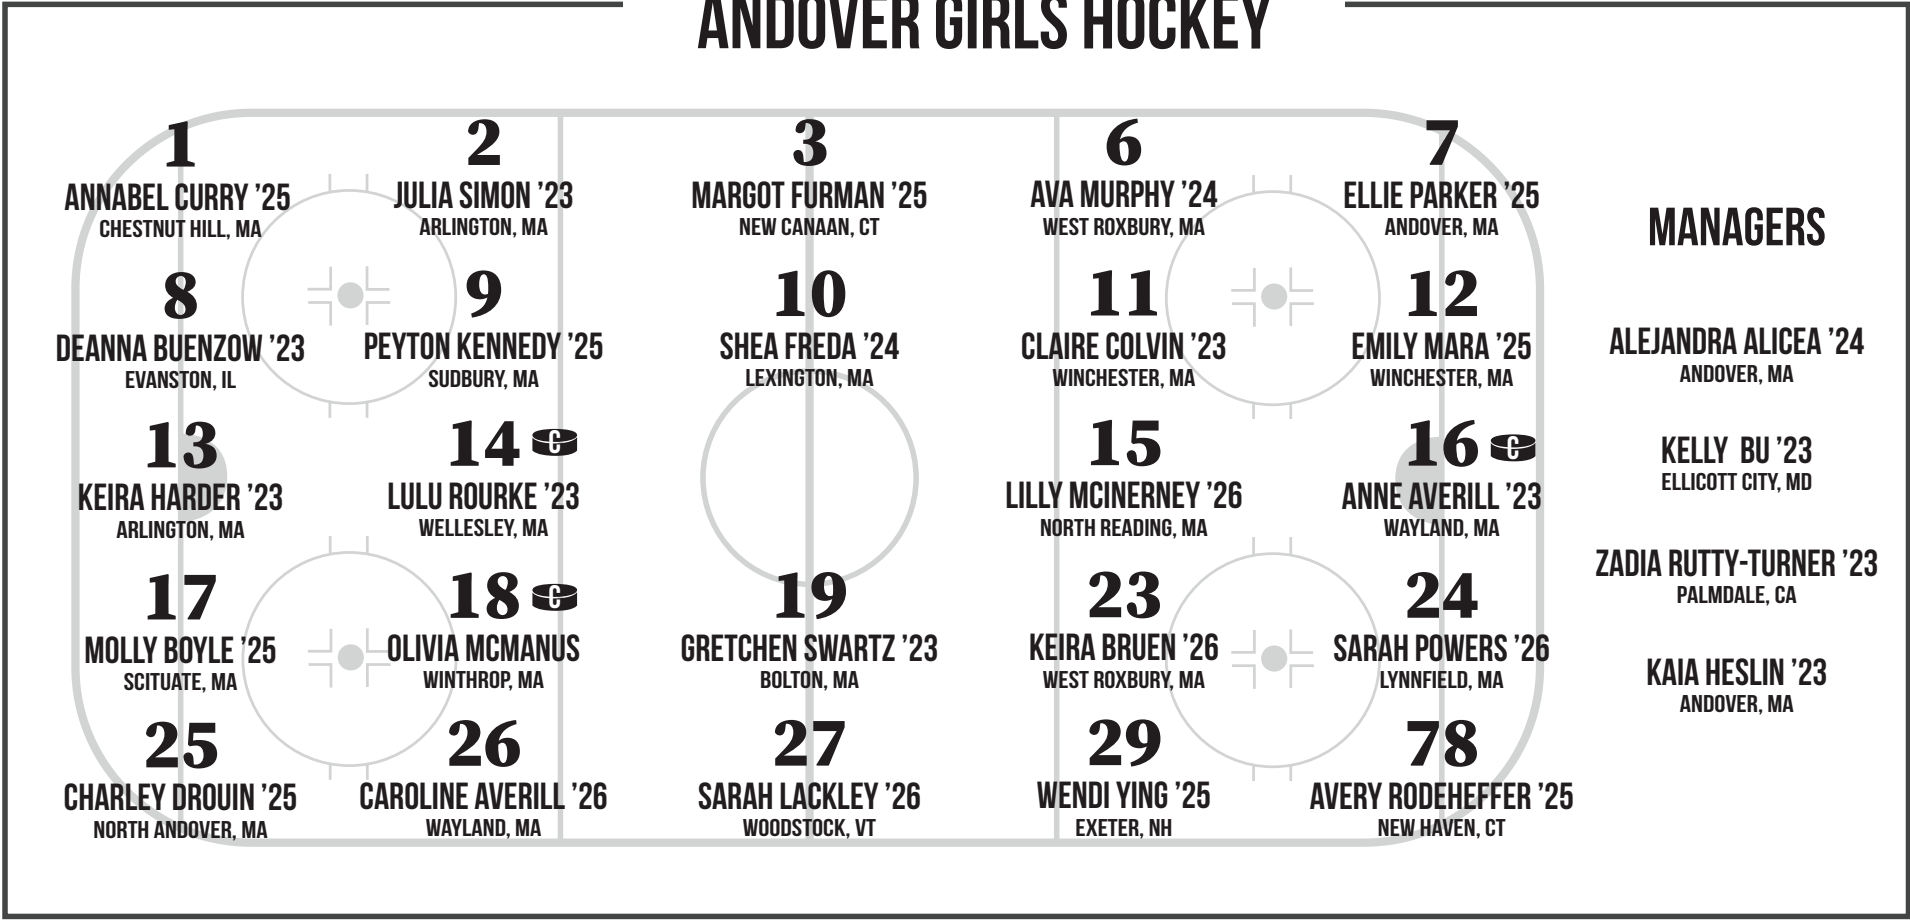 ANDOVER GIRLS HOCKEY
1
ANNABEL CURRY ’25
CHESTNUT HILL, MA
2
JULIA SIMON ’23
ARLINGTON, MA
3
MARGOT FURMAN ’25
NEW CANAAN, CT
6
AVA MURPHY ’24
WEST ROXBURY, MA
7
ELLIE PARKER ’25
ANDOVER, MA
8
DEANNA BUENZOW ’23
EVANSTON, IL
9
PEYTON KENNEDY ’25
SUDBURY, MA
10
SHEA FREDA ’24
LEXINGTON, MA
11
CLAIRE COLVIN ’23
WINCHESTER, MA
12
EMILY MARA ’25
WINCHESTER, MA
13
KEIRA HARDER ’23
ARLINGTON, MA
14 C
LULU ROURKE ’23
WELLESLEY, MA
15
LILLY MCINERNEY ’26
NORTH READING, MA
16 C
ANNE AVERILL ’23
WAYLAND, MA
17
MOLLY BOYLE ’25
SCITUATE, MA
18 C
OLIVIA MCMANUS
WINTHROP, MA
19
GRETCHEN SWARTZ ’23
BOLTON, MA
23
KEIRA BRUEN ’26
WEST ROXBURY, MA
24
SARAH POWERS ’26
LYNNFIELD, MA
25
CHARLEY DROUIN ’25
NORTH ANDOVER, MA
26
CAROLINE AVERILL ’26
WAYLAND, MA
27
SARAH LACKLEY ’26
WOODSTOCK, VT
29
WENDI YING ’25
EXETER, NH
78
AVERY RODEHEFFER ’25
NEW HAVEN, CT
MANAGERS
ALEJANDRA ALICEA ’24
ANDOVER, MA
KELLY BU ’23
ELLICOTT CITY, MD
ZADIA RUTTY-TURNER ’23
PALMDALE, CA
KAIA HESLIN ’23
ANDOVER, MA